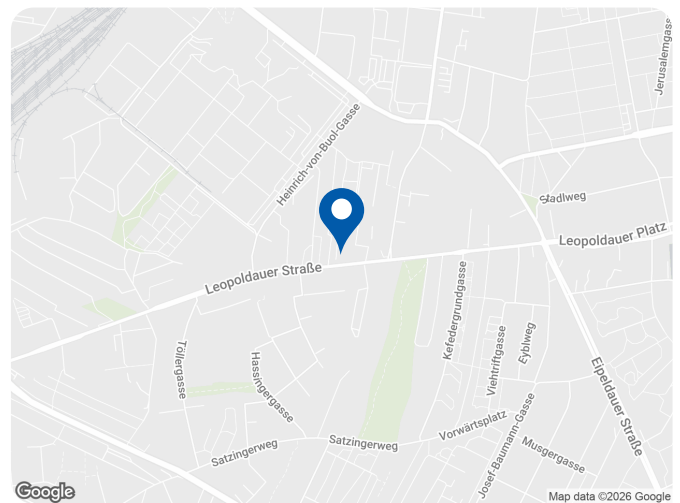 Jerusalemgasse
Heinrich-von-Buol-Gasse
Stadlweg
Leopoldauer Platz
Leopoldauer Straße
Kefedergrundgasse
Viehtriftgasse
Eyblweg
Töllergasse
Hassingergasse
Eipeldauer Straße
Josef-Baumann-Gasse
Vorwärtsplatz
Satzingerweg
Satzingerweg
Musgergasse
Google
Map data ©2026 Google